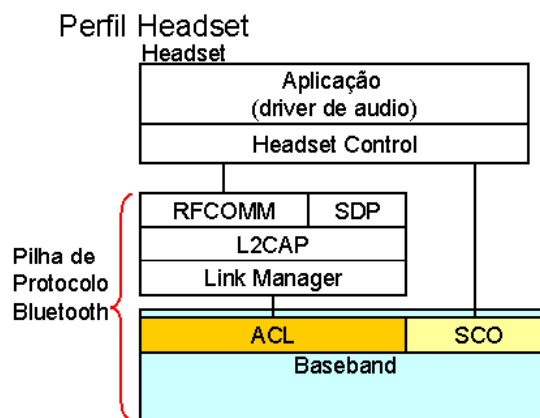 Perfil Headset
Headset
Aplicação
(driver de audio)
Headset Control
RFCOMM
SDP
L2CAP
Link Manager
Pilha de
Protocolo
Bluetooth
ACL
SCO
Baseband